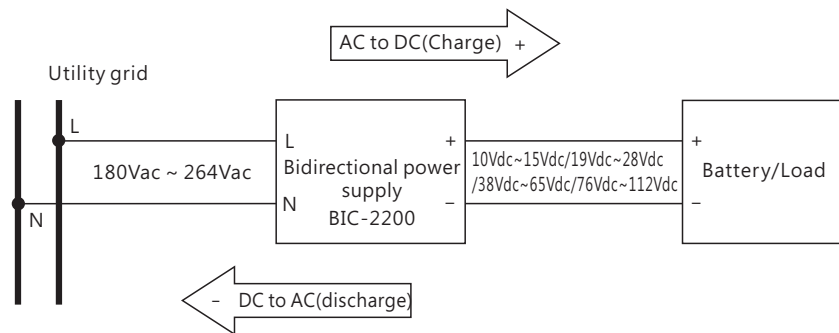 AC to DC(Charge) +
Utility grid
L
180Vac ~ 264Vac
N
L
N
Bidirectional power
supply
BIC-2200
+
−
10Vdc~15Vdc/19Vdc~28Vdc
/38Vdc~65Vdc/76Vdc~112Vdc
+
−
Battery/Load
− DC to AC(discharge)